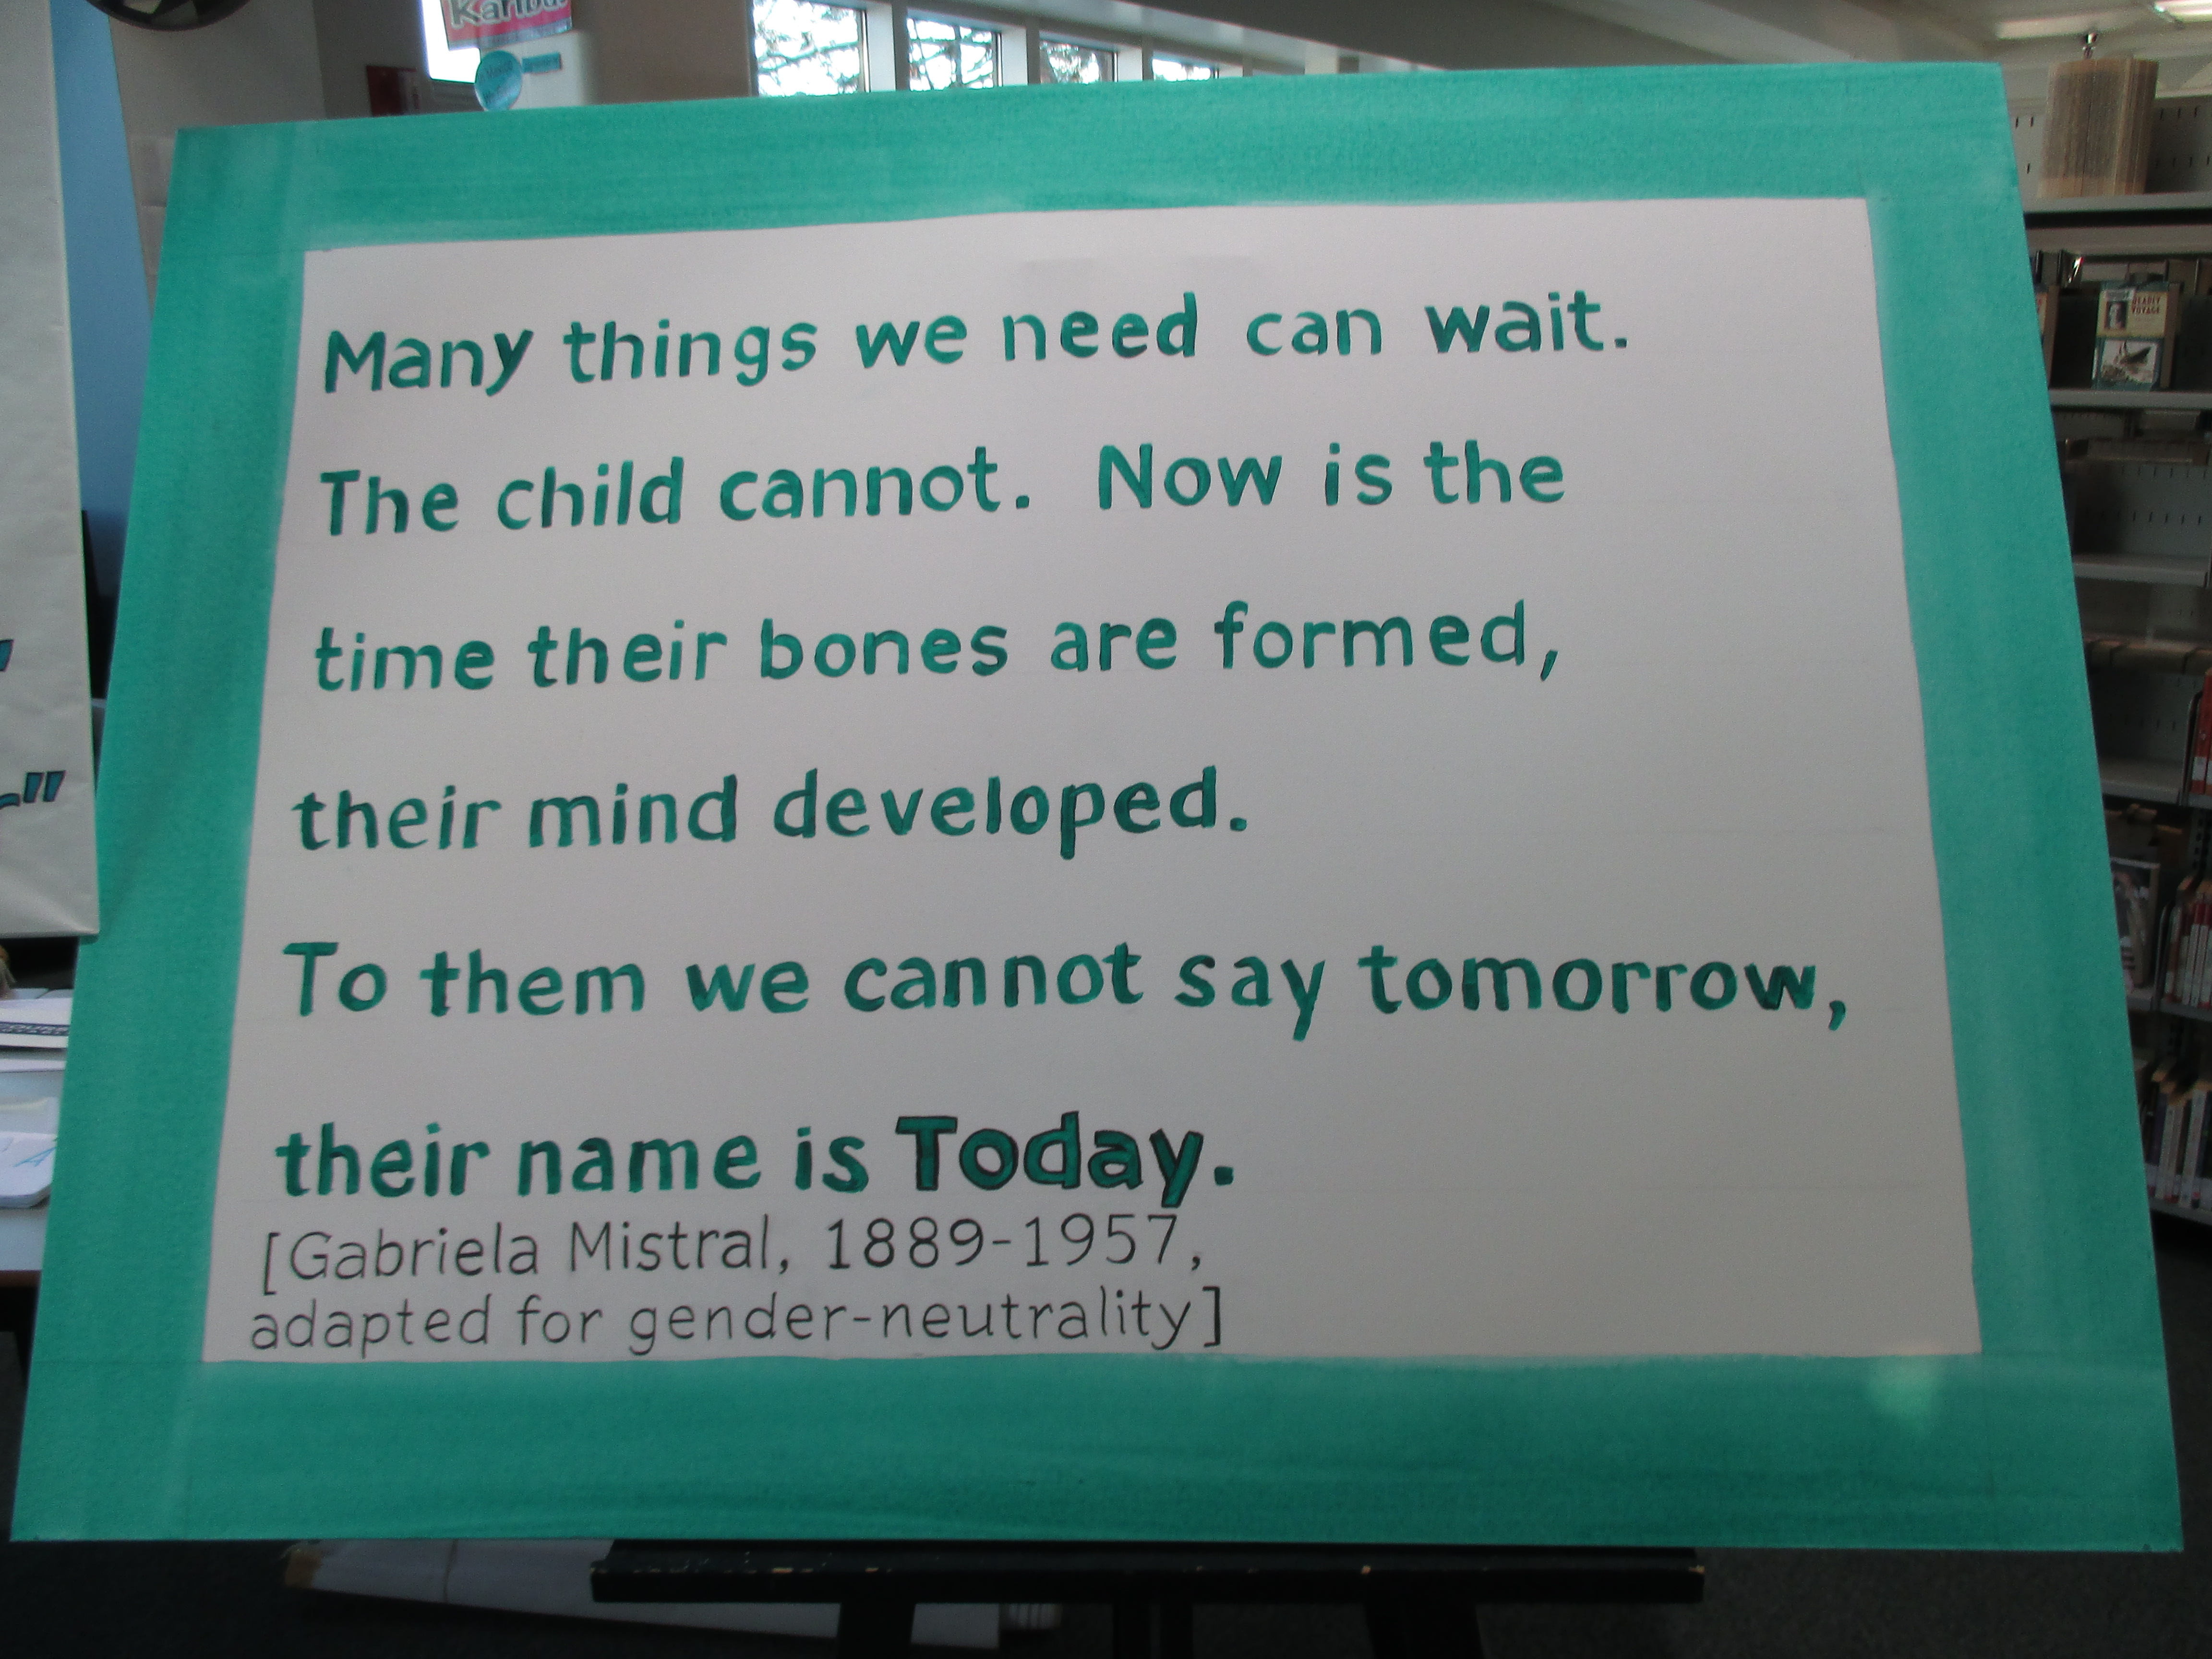 Many things we need can wait.
The child cannot. Now is the
time their bones are formed,
their mind developed.
To them we cannot say tomorrow,
their name is Today.
[Gabriela Mistral, 1889-1957,
adapted for gender-neutrality]